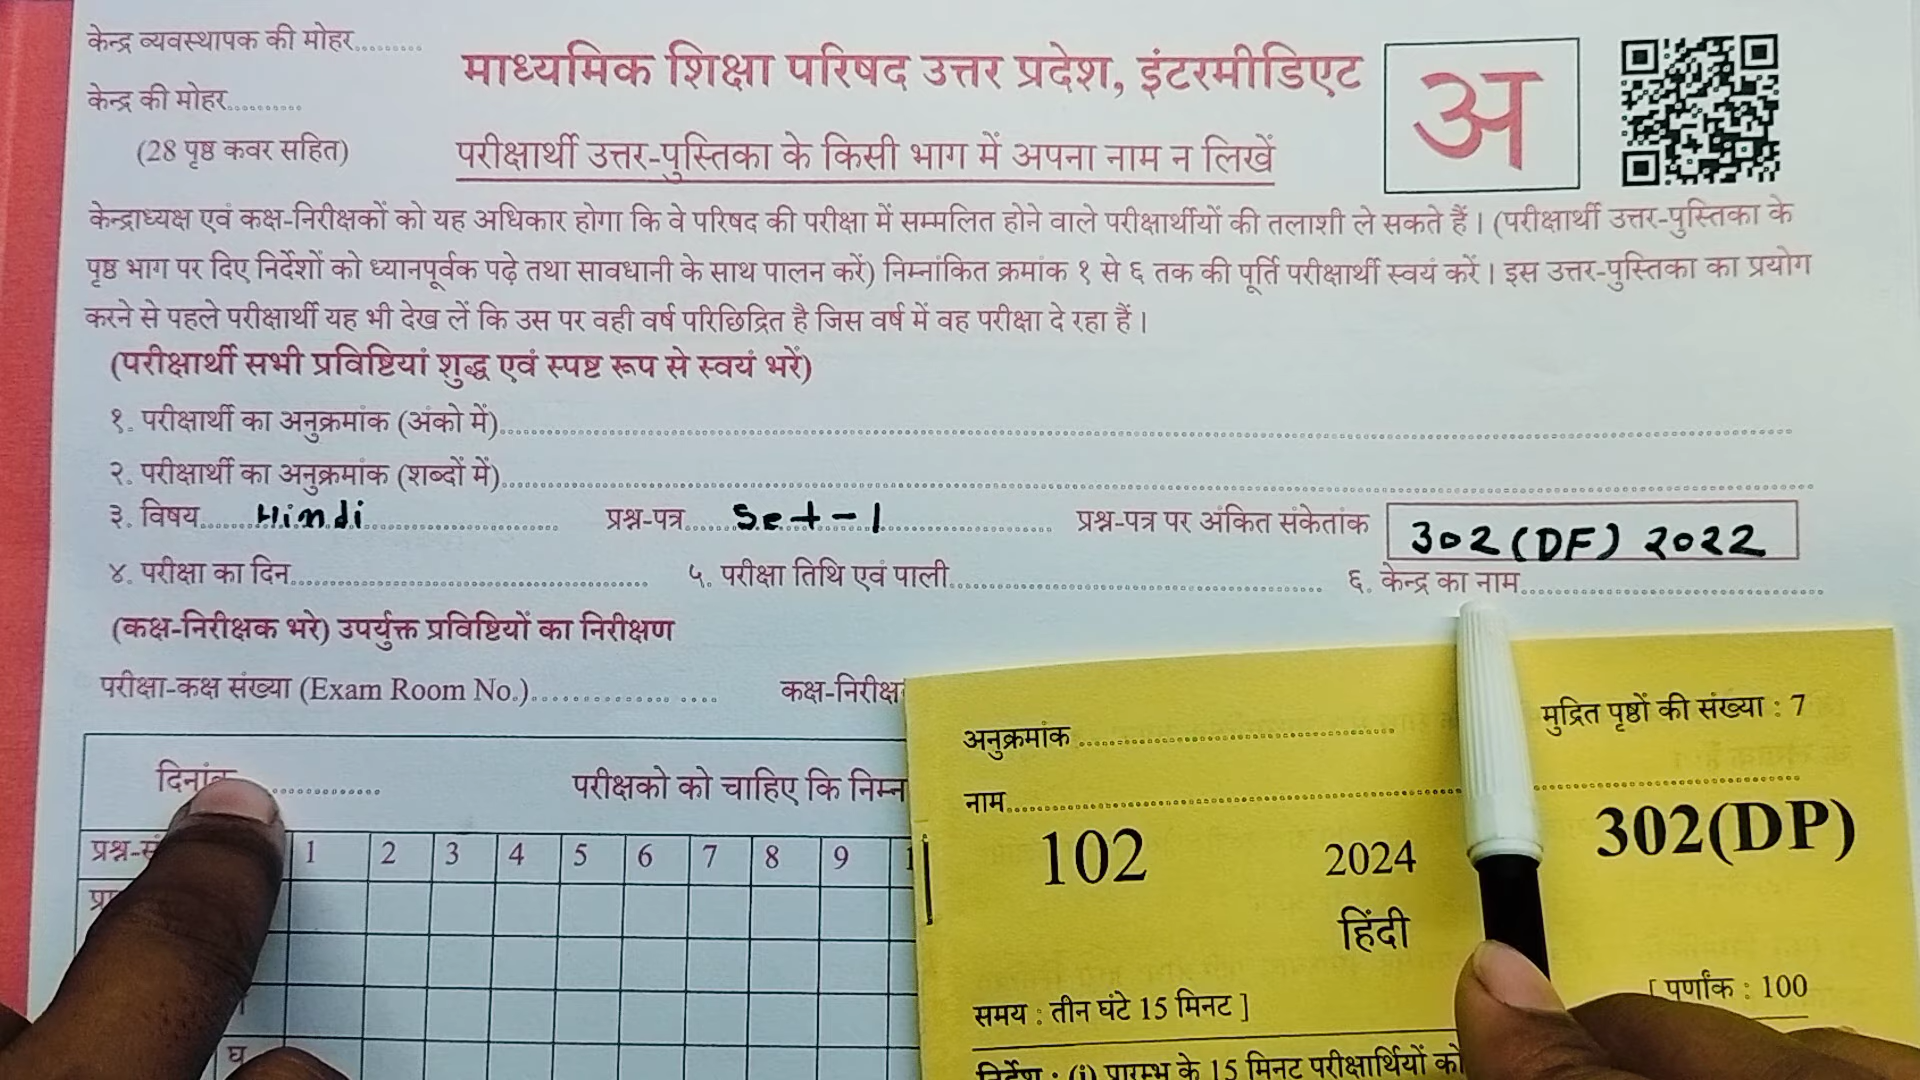 केन्द्र व्यवस्थापक की मोहर.........
माध्यमिक शिक्षा परिषद उत्तर प्रदेश, इंटरमीडिएट
अ
केन्द्र की मोहर..........
(28 पृष्ठ कवर सहित)
परीक्षार्थी उत्तर-पुस्तिका के किसी भाग में अपना नाम न लिखें
केन्द्राध्यक्ष एवं कक्ष-निरीक्षकों को यह अधिकार होगा कि वे परिषद की परीक्षा में सम्मलित होने वाले परीक्षार्थीयों की तलाशी ले सकते हैं। (परीक्षार्थी उत्तर-पुस्तिका के
पृष्ठ भाग पर दिए निर्देशों को ध्यानपूर्वक पढ़े तथा सावधानी के साथ पालन करें) निम्नांकित क्रमांक १ से ६ तक की पूर्ति परीक्षार्थी स्वयं करें। इस उत्तर-पुस्तिका का प्रयोग
करने से पहले परीक्षार्थी यह भी देख लें कि उस पर वही वर्ष परिछिद्रित है जिस वर्ष में वह परीक्षा दे रहा हैं।
(परीक्षार्थी सभी प्रविष्टियां शुद्ध एवं स्पष्ट रूप से स्वयं भरें)
१. परीक्षार्थी का अनुक्रमांक (अंको में)..........
२. परीक्षार्थी का अनुक्रमांक (शब्दों में)..........
३. विषय..... Hindi .......... प्रश्न-पत्र..... Set-1 .......... प्रश्न-पत्र पर अंकित संकेतांक 302(DF) 2022
४. परीक्षा का दिन.......... ५. परीक्षा तिथि एवं पाली.......... ६. केन्द्र का नाम..........
(कक्ष-निरीक्षक भरे) उपर्युक्त प्रविष्टियों का निरीक्षण
परीक्षा-कक्ष संख्या (Exam Room No.).......... कक्ष-निरीक्ष
दिनांक.......... परीक्षको को चाहिए कि निम्न
1 2 3 4 5 6 7 8 9
घ
मुद्रित पृष्ठों की संख्या : 7
अनुक्रमांक..........
नाम..........
102 2024 302(DP)
हिंदी
समय : तीन घंटे 15 मिनट ] [ पूर्णांक : 100
निर्देश : (i) प्रारम्भ के 15 मिनट परीक्षार्थियों को